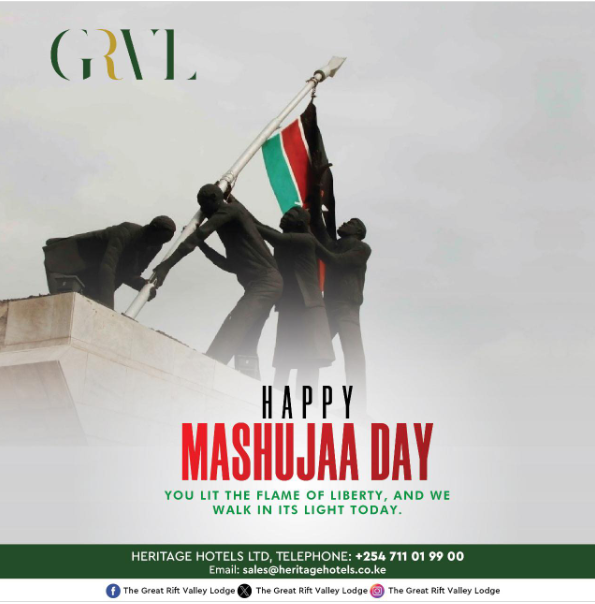 GRVL
HAPPY
MASHUJAA DAY
YOU LIT THE FLAME OF LIBERTY, AND WE
WALK IN ITS LIGHT TODAY.
HERITAGE HOTELS LTD, TELEPHONE: +254 711 01 99 00
Email: sales@heritagehotels.co.ke
The Great Rift Valley Lodge The Great Rift Valley Lodge The Great Rift Valley Lodge